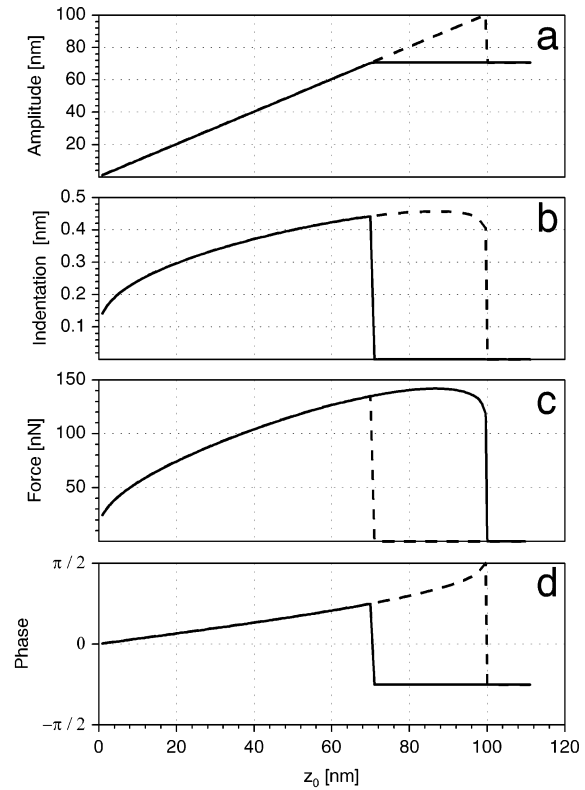 100
80
60
40
20
Amplitude [nm]
a
0.5
0.4
0.3
0.2
0.1
Indentation [nm]
b
150
100
50
Force [nN]
c
π / 2
0
−π / 2
Phase
d
0 20 40 60 80 100 120
z₀ [nm]